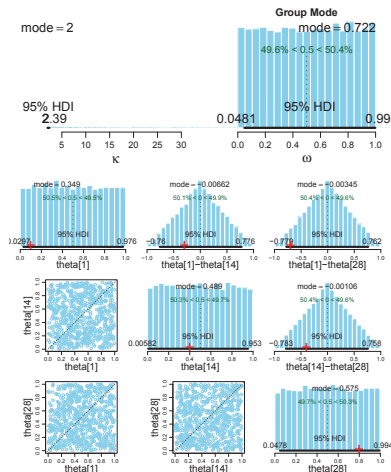 Group Mode
mode = 2
mode = 0.722
49.6% < 0.5 < 50.4%
95% HDI
95% HDI
2.39
0.0481
0.99
5 10 15 20 25 30
0.0 0.2 0.4 0.6 0.8 1.0
κ
ω
mode = 0.349
50.5% < 0.5 < 49.5%
95% HDI
0.0297
0.976
0.0 0.2 0.4 0.6 0.8 1.0
theta[1]
mode = −0.00662
50.1% < 0 < 49.9%
95% HDI
−0.76
0.776
−1.0 −0.5 0.0 0.5 1.0
theta[1]−theta[14]
mode = −0.00345
50.4% < 0 < 49.6%
95% HDI
−0.779
0.762
−1.0 −0.5 0.0 0.5 1.0
theta[1]−theta[28]
theta[14]
0.0 0.2 0.4 0.6 0.8 1.0
0.0 0.2 0.4 0.6 0.8 1.0
theta[1]
mode = 0.489
50.3% < 0.5 < 49.7%
95% HDI
0.00582
0.953
0.0 0.2 0.4 0.6 0.8 1.0
theta[14]
mode = −0.00106
50.4% < 0 < 49.6%
95% HDI
−0.783
0.758
−1.0 −0.5 0.0 0.5 1.0
theta[14]−theta[28]
theta[28]
0.0 0.2 0.4 0.6 0.8 1.0
0.0 0.2 0.4 0.6 0.8 1.0
theta[1]
theta[28]
0.0 0.2 0.4 0.6 0.8 1.0
0.0 0.2 0.4 0.6 0.8 1.0
theta[14]
mode = 0.575
49.7% < 0.5 < 50.3%
95% HDI
0.0478
0.994
0.0 0.2 0.4 0.6 0.8 1.0
theta[28]